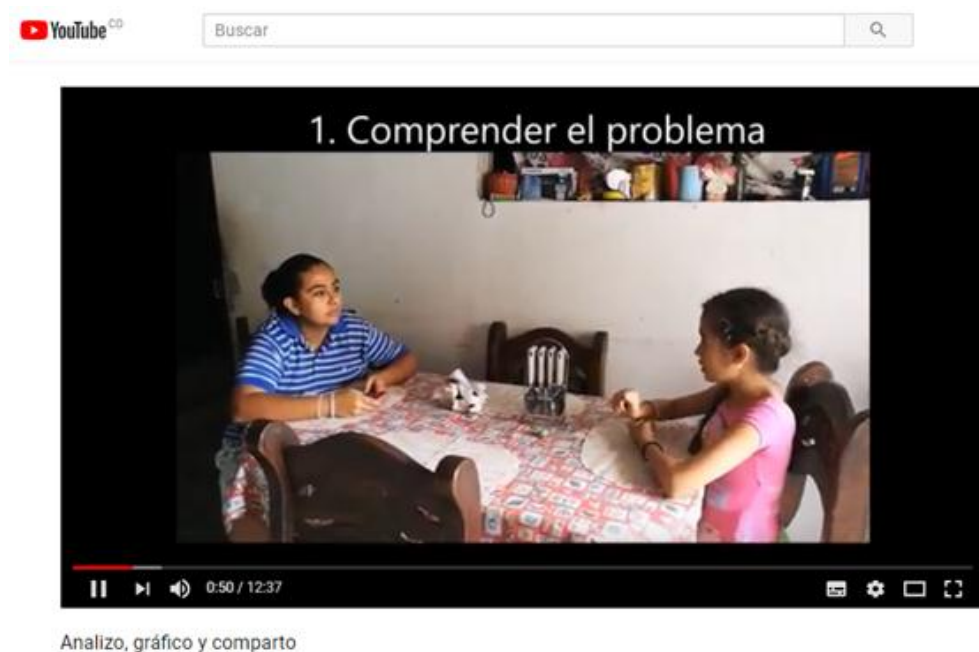 YouTube CO
Buscar
1. Comprender el problema
0:50 / 12:37
Analizo, gráfico y comparto